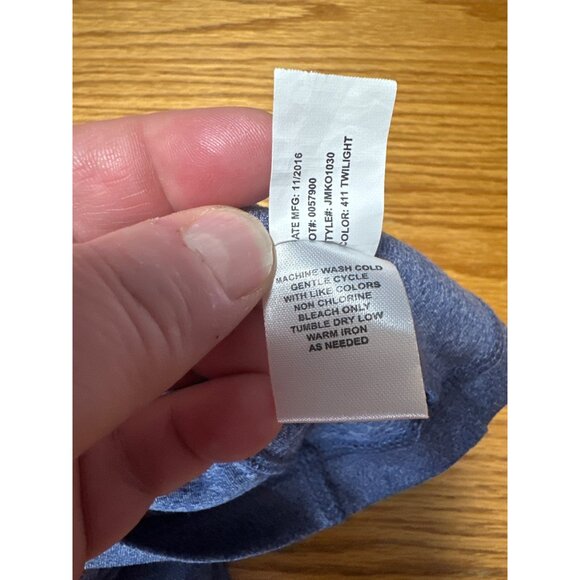 ATE MFG: 11/2016
OT#: 0057900
TYLE#: JMKO1030
COLOR: 411 TWILIGHT
MACHINE WASH COLD
GENTLE CYCLE
WITH LIKE COLORS
NON CHLORINE
BLEACH ONLY
TUMBLE DRY LOW
WARM IRON
AS NEEDED